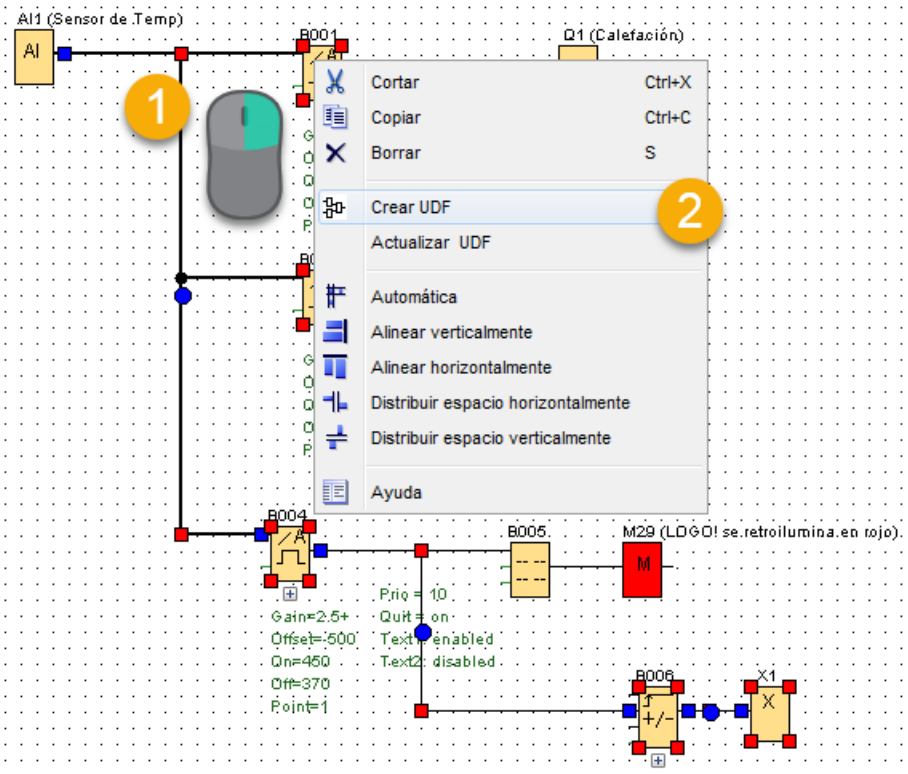 AI1 (Sensor de Temp)
B001
Q1 (Calefación)
AI
/A
1
Cortar Ctrl+X
Copiar Ctrl+C
Borrar S
Crear UDF
2
Actualizar UDF
Automática
Alinear verticalmente
Alinear horizontalmente
Distribuir espacio horizontalmente
Distribuir espacio verticalmente
Ayuda
B004
B005
M29 (LOGO! se retroilumina en rojo)
/A
M
Prio = 10
Quit = on
Text1: enabled
Text2: disabled
Gain=2.5+
Offset=-500
On=450
Off=370
Point=1
B006
X1
+/-
X